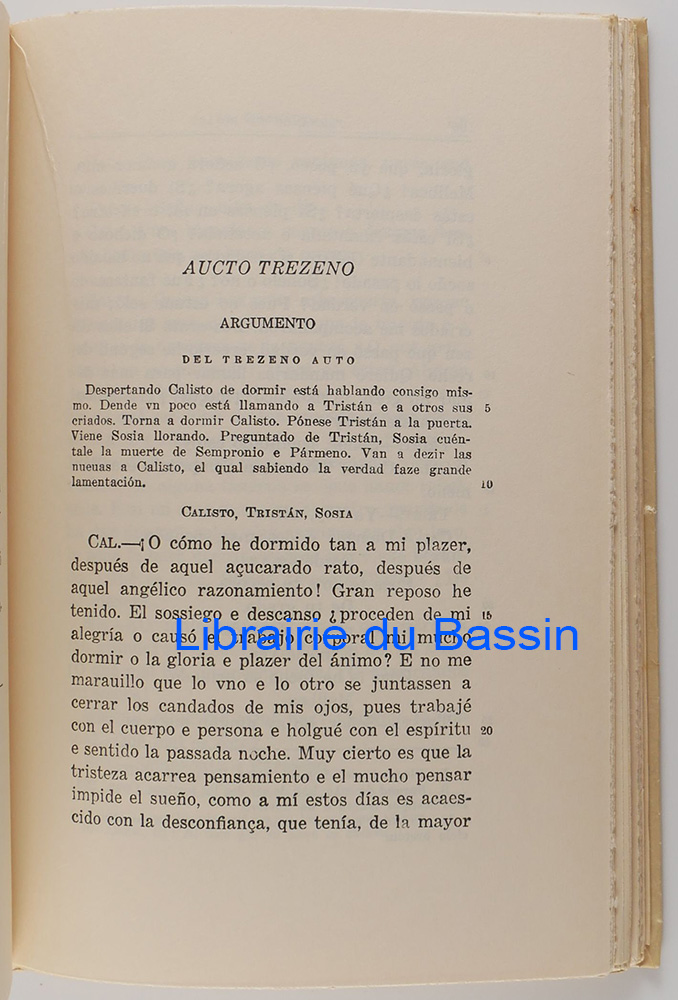 AUCTO TREZENO
ARGUMENTO
DEL TREZENO AUTO
Despertando Calisto de dormir está hablando consigo mis-
mo. Dende vn poco está llamando a Tristán e a otros sus 5
criados. Torna a dormir Calisto. Pónese Tristán a la puerta.
Viene Sosia llorando. Preguntado de Tristán, Sosia cuén-
tale la muerte de Sempronio e Pármeno. Van a dezir las
nueuas a Calisto, el qual sabiendo la verdad faze grande
lamentación. 10
CALISTO, TRISTÁN, SOSIA
CAL.—¡O cómo he dormido tan a mi plazer,
después de aquel açucarado rato, después de
aquel angélico razonamiento! Gran reposo he
tenido. El sossiego e descanso ¿proceden de mi 15
alegría o causó el trabajo corporal mi mucho
Librairie du Bassin
dormir o la gloria e plazer del ánimo? E no me
marauillo que lo vno e lo otro se juntassen a
cerrar los candados de mis ojos, pues trabajé
con el cuerpo e persona e holgué con el espíritu 20
e sentido la passada noche. Muy cierto es que la
tristeza acarrea pensamiento e el mucho pensar
impide el sueño, como a mí estos días es acaes-
cido con la desconfiança, que tenía, de la mayor